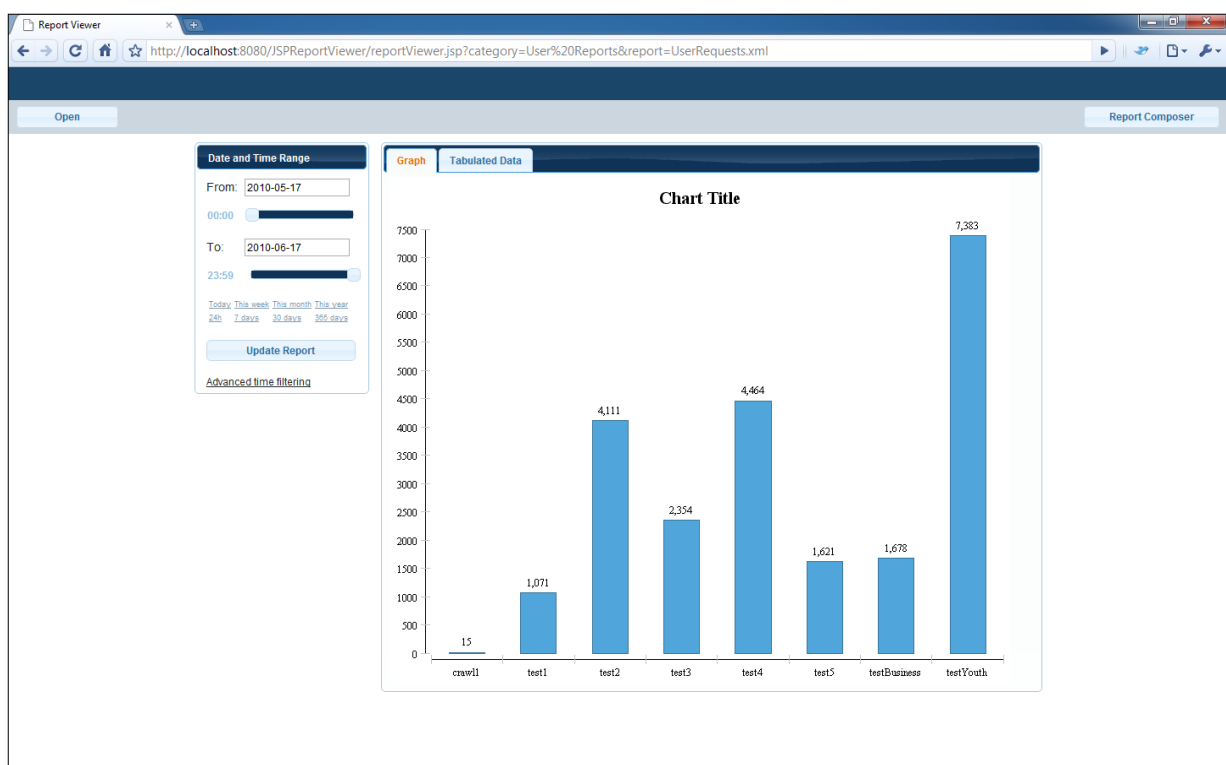 Report Viewer
http://localhost:8080/JSPReportViewer/reportViewer.jsp?category=User%20Reports&report=UserRequests.xml
Open
Report Composer
Date and Time Range
From: 2010-05-17
00:00
To: 2010-06-17
23:59
Today This week This month This year
24h 7 days 30 days 365 days
Update Report
Advanced time filtering
Graph Tabulated Data
Chart Title
7500
7000
6500
6000
5500
5000
4500
4000
3500
3000
2500
2000
1500
1000
500
0
15
1,071
4,111
2,354
4,464
1,621
1,678
7,383
crawl1 test1 test2 test3 test4 test5 testBusiness testYouth